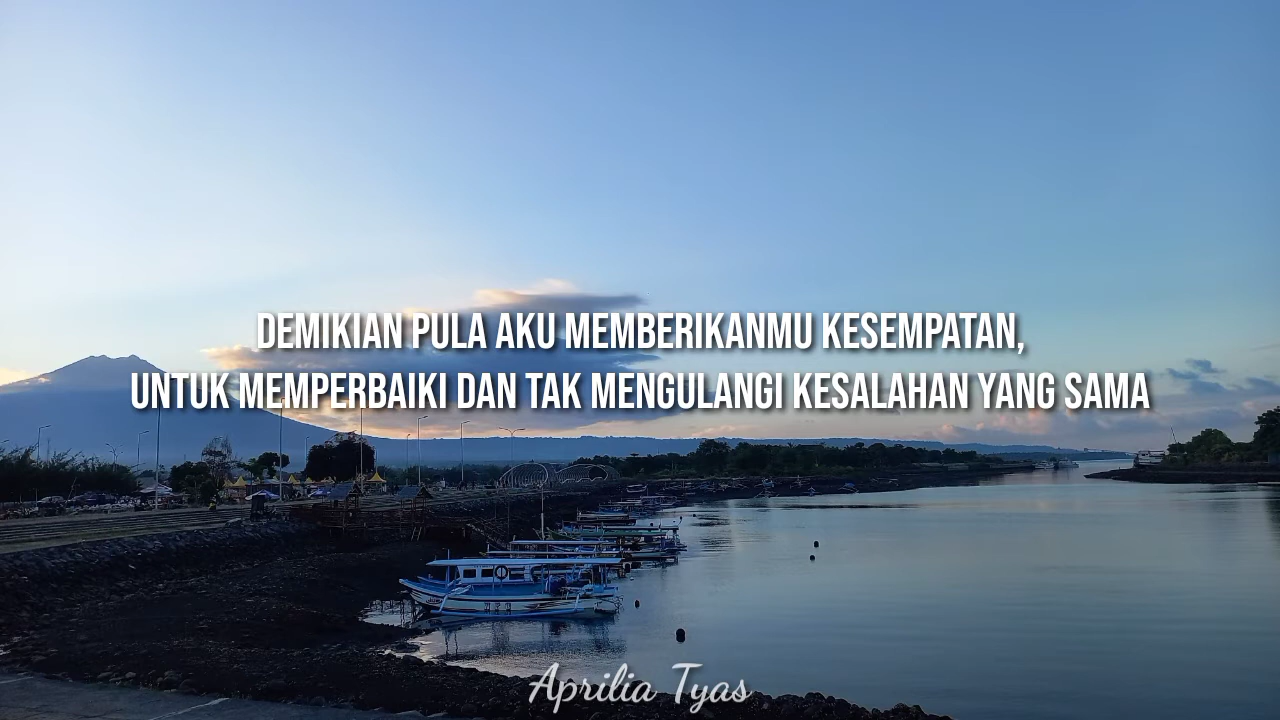 DEMIKIAN PULA AKU MEMBERIKANMU KESEMPATAN,
UNTUK MEMPERBAIKI DAN TAK MENGULANGI KESALAHAN YANG SAMA
Aprilia Tyas